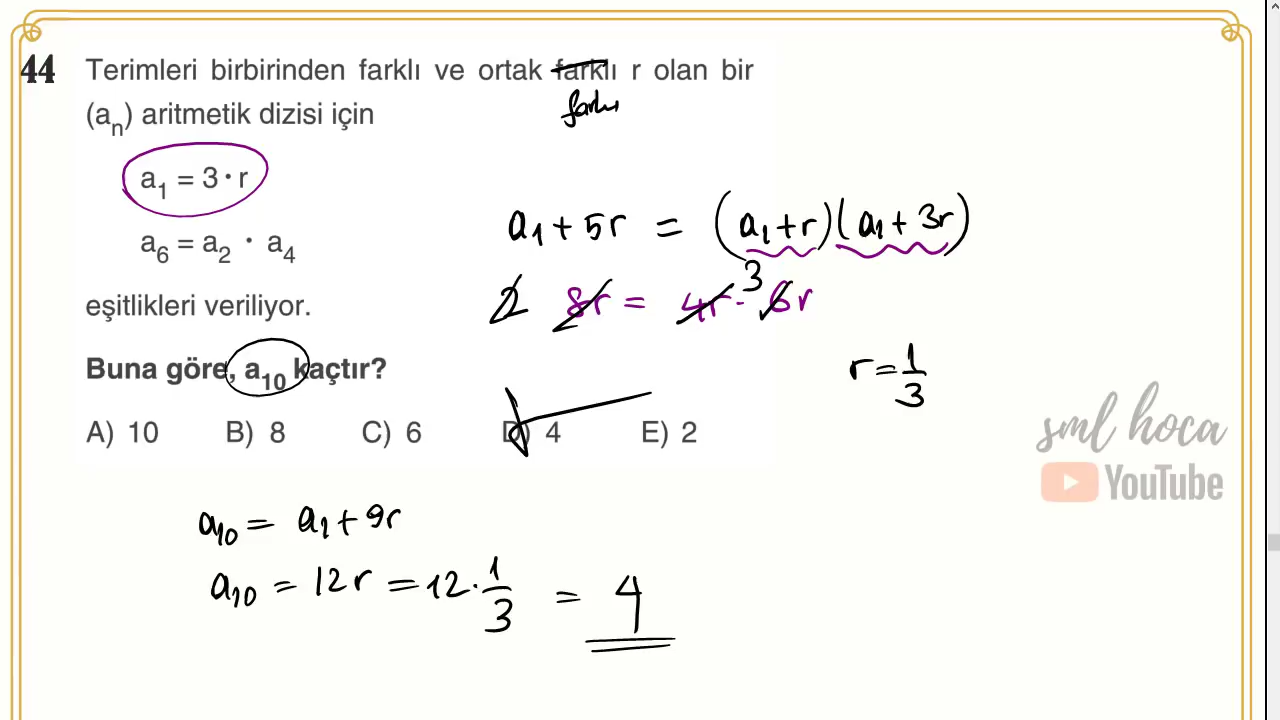 44 Terimleri birbirinden farklı ve ortak farklı r olan bir
farkı
(aₙ) aritmetik dizisi için
a₁ = 3 · r
a₁ + 5r = (a₁ + r)(a₁ + 3r)
a₆ = a₂ · a₄
2 8r = 4r · 3 6r
eşitlikleri veriliyor.
Buna göre, a₁₀ kaçtır?
r = 1/3
A) 10 B) 8 C) 6 D) 4 E) 2
sml hoca
YouTube
a₁₀ = a₁ + 9r
a₁₀ = 12r = 12 · 1/3 = 4